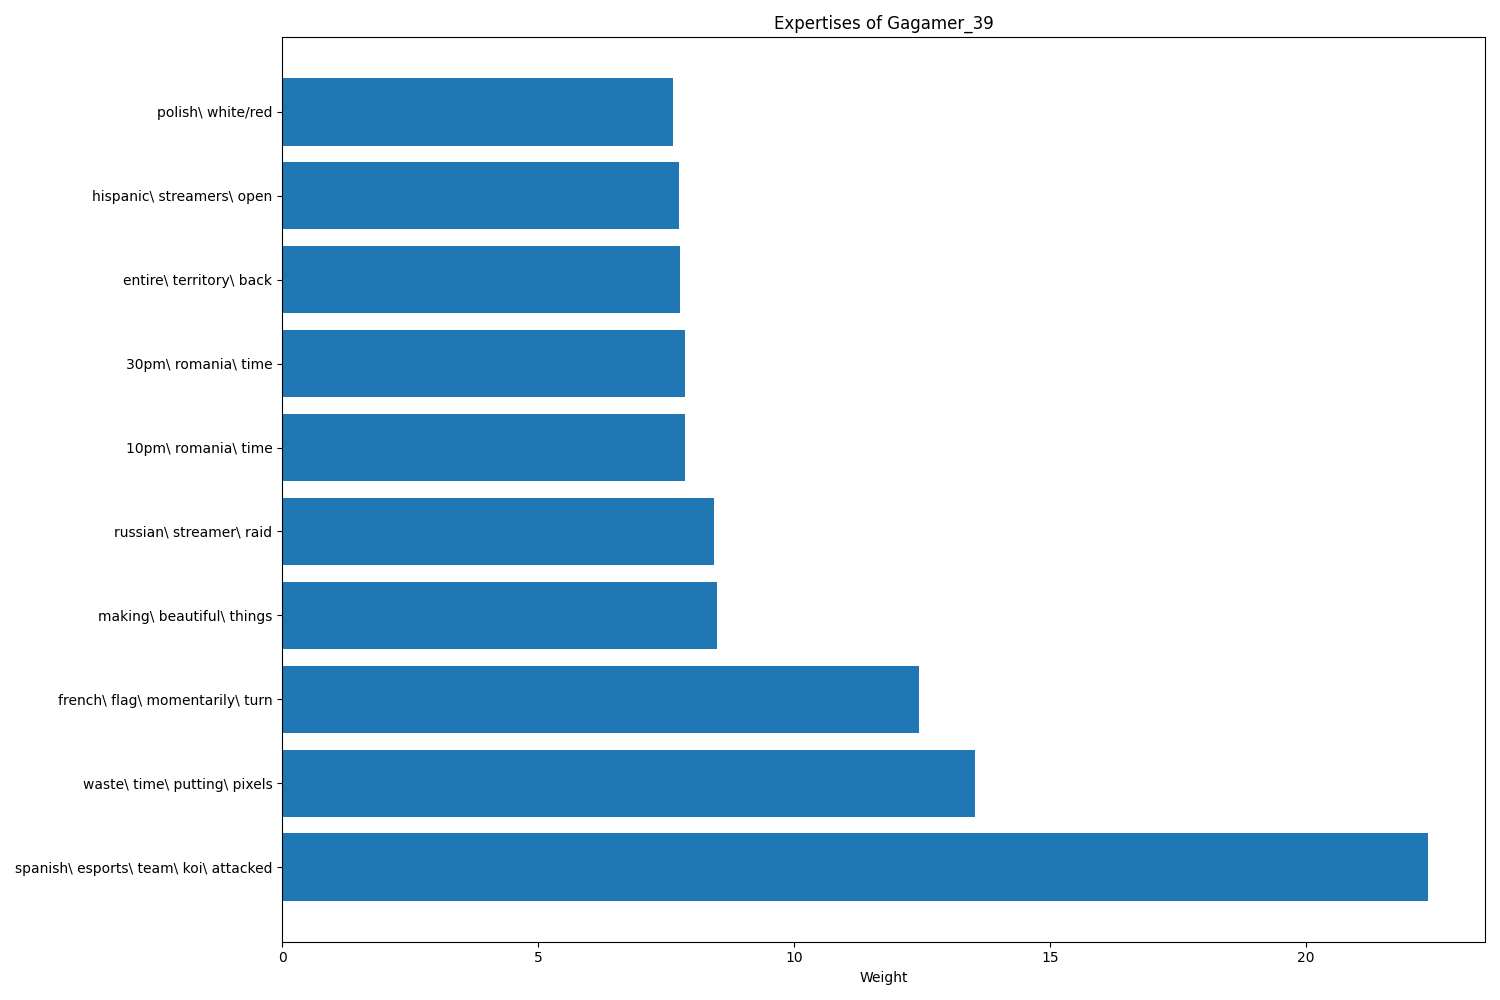 Expertises of Gagamer_39
polish\ white/red
hispanic\ streamers\ open
entire\ territory\ back
30pm\ romania\ time
10pm\ romania\ time
russian\ streamer\ raid
making\ beautiful\ things
french\ flag\ momentarily\ turn
waste\ time\ putting\ pixels
spanish\ esports\ team\ koi\ attacked
0 5 10 15 20
Weight